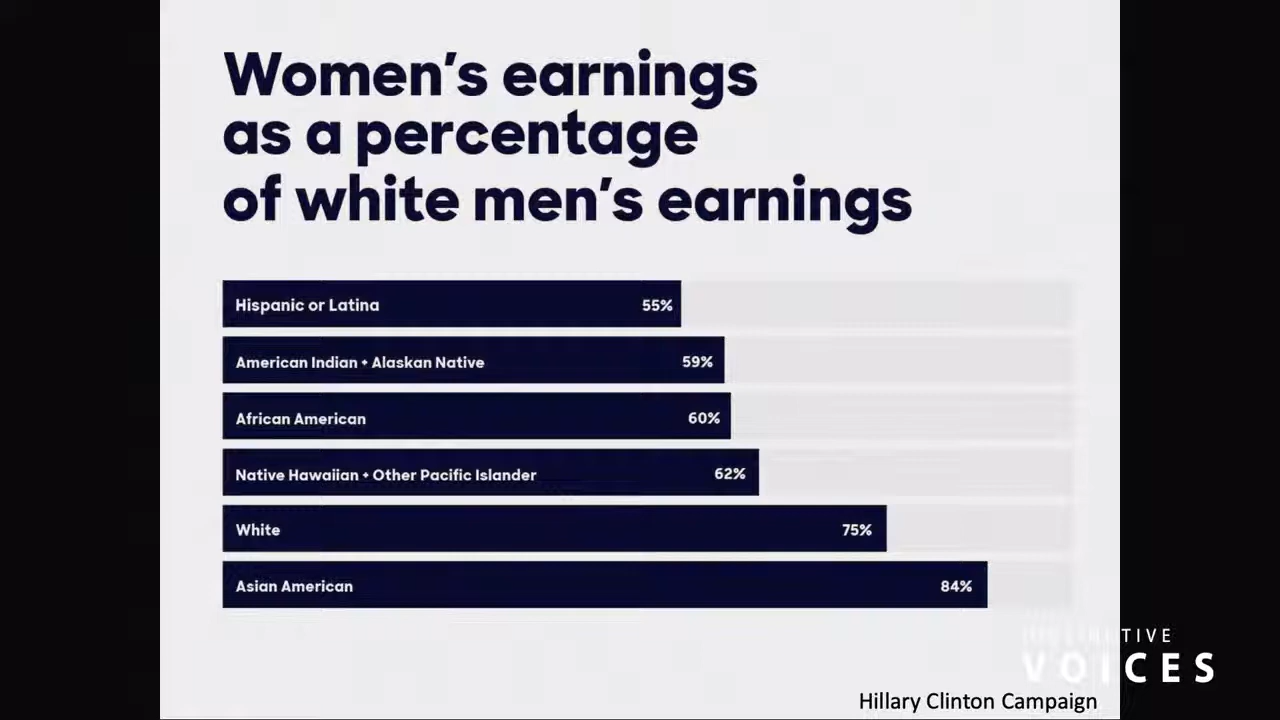 Women's earnings
as a percentage
of white men's earnings
Hispanic or Latina 55%
American Indian + Alaskan Native 59%
African American 60%
Native Hawaiian + Other Pacific Islander 62%
White 75%
Asian American 84%
VOICES
Hillary Clinton Campaign